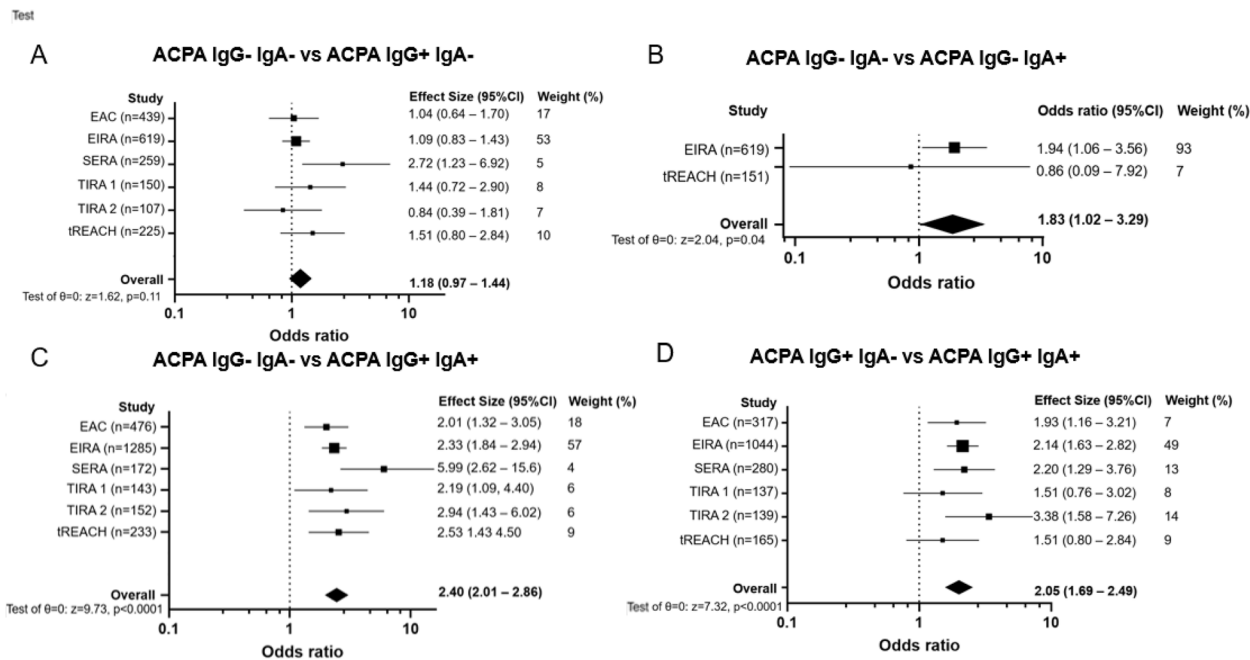 Test
A
ACPA IgG- IgA- vs ACPA IgG+ IgA-
Study Effect Size (95%CI) Weight (%)
EAC (n=439) 1.04 (0.64 – 1.70) 17
EIRA (n=619) 1.09 (0.83 – 1.43) 53
SERA (n=259) 2.72 (1.23 – 6.92) 5
TIRA 1 (n=150) 1.44 (0.72 – 2.90) 8
TIRA 2 (n=107) 0.84 (0.39 – 1.81) 7
tREACH (n=225) 1.51 (0.80 – 2.84) 10
Overall 1.18 (0.97 – 1.44)
Test of θ=0: z=1.62, p=0.11
0.1 1 10
Odds ratio
B
ACPA IgG- IgA- vs ACPA IgG- IgA+
Study Odds ratio (95%CI) Weight (%)
EIRA (n=619) 1.94 (1.06 – 3.56) 93
tREACH (n=151) 0.86 (0.09 – 7.92) 7
Overall 1.83 (1.02 – 3.29)
Test of θ=0: z=2.04, p=0.04
0.1 1 10
Odds ratio
C
ACPA IgG- IgA- vs ACPA IgG+ IgA+
Study Effect Size (95%CI) Weight (%)
EAC (n=476) 2.01 (1.32 – 3.05) 18
EIRA (n=1285) 2.33 (1.84 – 2.94) 57
SERA (n=172) 5.99 (2.62 – 15.6) 4
TIRA 1 (n=143) 2.19 (1.09, 4.40) 6
TIRA 2 (n=152) 2.94 (1.43 – 6.02) 6
tREACH (n=233) 2.53 1.43 4.50 9
Overall 2.40 (2.01 – 2.86)
Test of θ=0: z=9.73, p<0.0001
0.1 1 10
Odds ratio
D
ACPA IgG+ IgA- vs ACPA IgG+ IgA+
Study Effect Size (95%CI) Weight (%)
EAC (n=317) 1.93 (1.16 – 3.21) 7
EIRA (n=1044) 2.14 (1.63 – 2.82) 49
SERA (n=280) 2.20 (1.29 – 3.76) 13
TIRA 1 (n=137) 1.51 (0.76 – 3.02) 8
TIRA 2 (n=139) 3.38 (1.58 – 7.26) 14
tREACH (n=165) 1.51 (0.80 – 2.84) 9
Overall 2.05 (1.69 – 2.49)
Test of θ=0: z=7.32, p<0.0001
0.1 1 10
Odds ratio